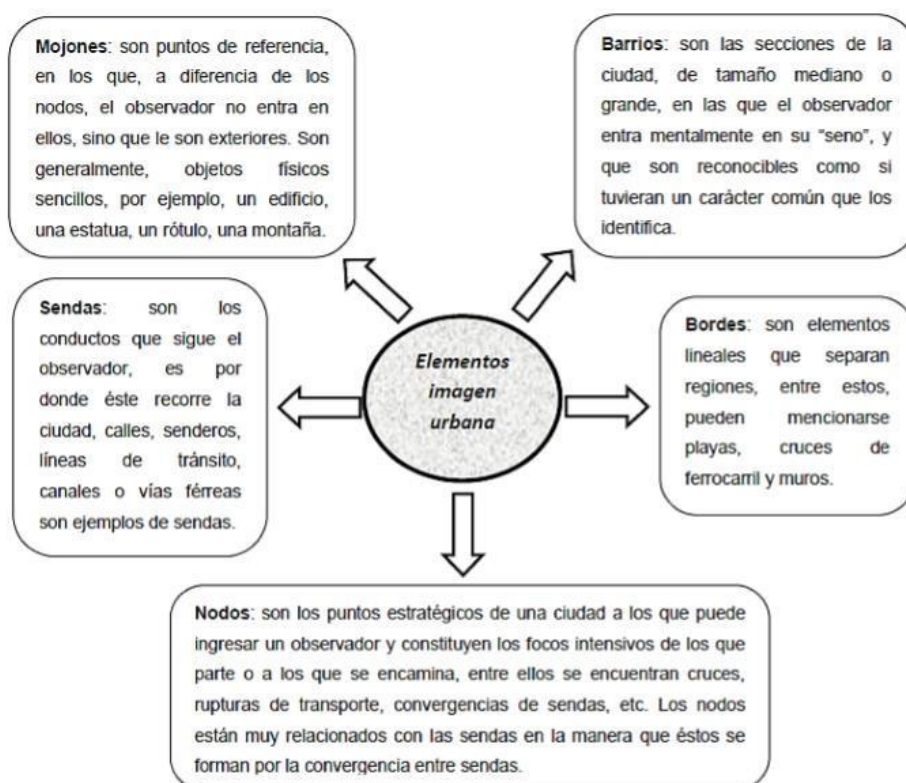 Mojones: son puntos de referencia,
en los que, a diferencia de los
nodos, el observador no entra en
ellos, sino que le son exteriores. Son
generalmente, objetos físicos
sencillos, por ejemplo, un edificio,
una estatua, un rótulo, una montaña.
Barrios: son las secciones de la
ciudad, de tamaño mediano o
grande, en las que el observador
entra mentalmente en su “seno”, y
que son reconocibles como si
tuvieran un carácter común que los
identifica.
Sendas: son los
conductos que sigue el
observador, es por
donde éste recorre la
ciudad, calles, senderos,
líneas de tránsito,
canales o vías férreas
son ejemplos de sendas.
Elementos
imagen
urbana
Bordes: son elementos
lineales que separan
regiones, entre estos,
pueden mencionarse
playas, cruces de
ferrocarril y muros.
Nodos: son los puntos estratégicos de una ciudad a los que puede
ingresar un observador y constituyen los focos intensivos de los que
parte o a los que se encamina, entre ellos se encuentran cruces,
rupturas de transporte, convergencias de sendas, etc. Los nodos
están muy relacionados con las sendas en la manera que éstos se
forman por la convergencia entre sendas.